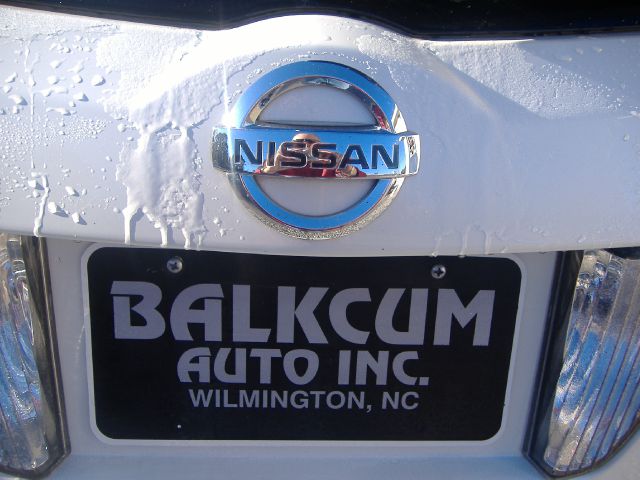 NISSAN
BALKCUM
AUTO INC.
WILMINGTON, NC